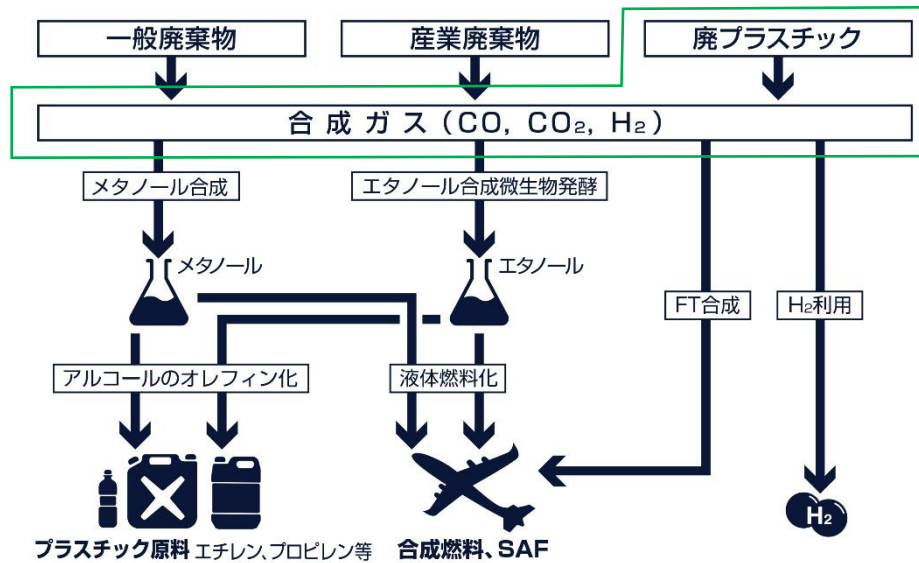 一般廃棄物
産業廃棄物
廃プラスチック
合成ガス(CO, CO₂, H₂)
メタノール合成
エタノール合成微生物発酵
メタノール
エタノール
FT合成
H₂利用
アルコールのオレフィン化
液体燃料化
H₂
プラスチック原料 エチレン、プロピレン等
合成燃料、SAF